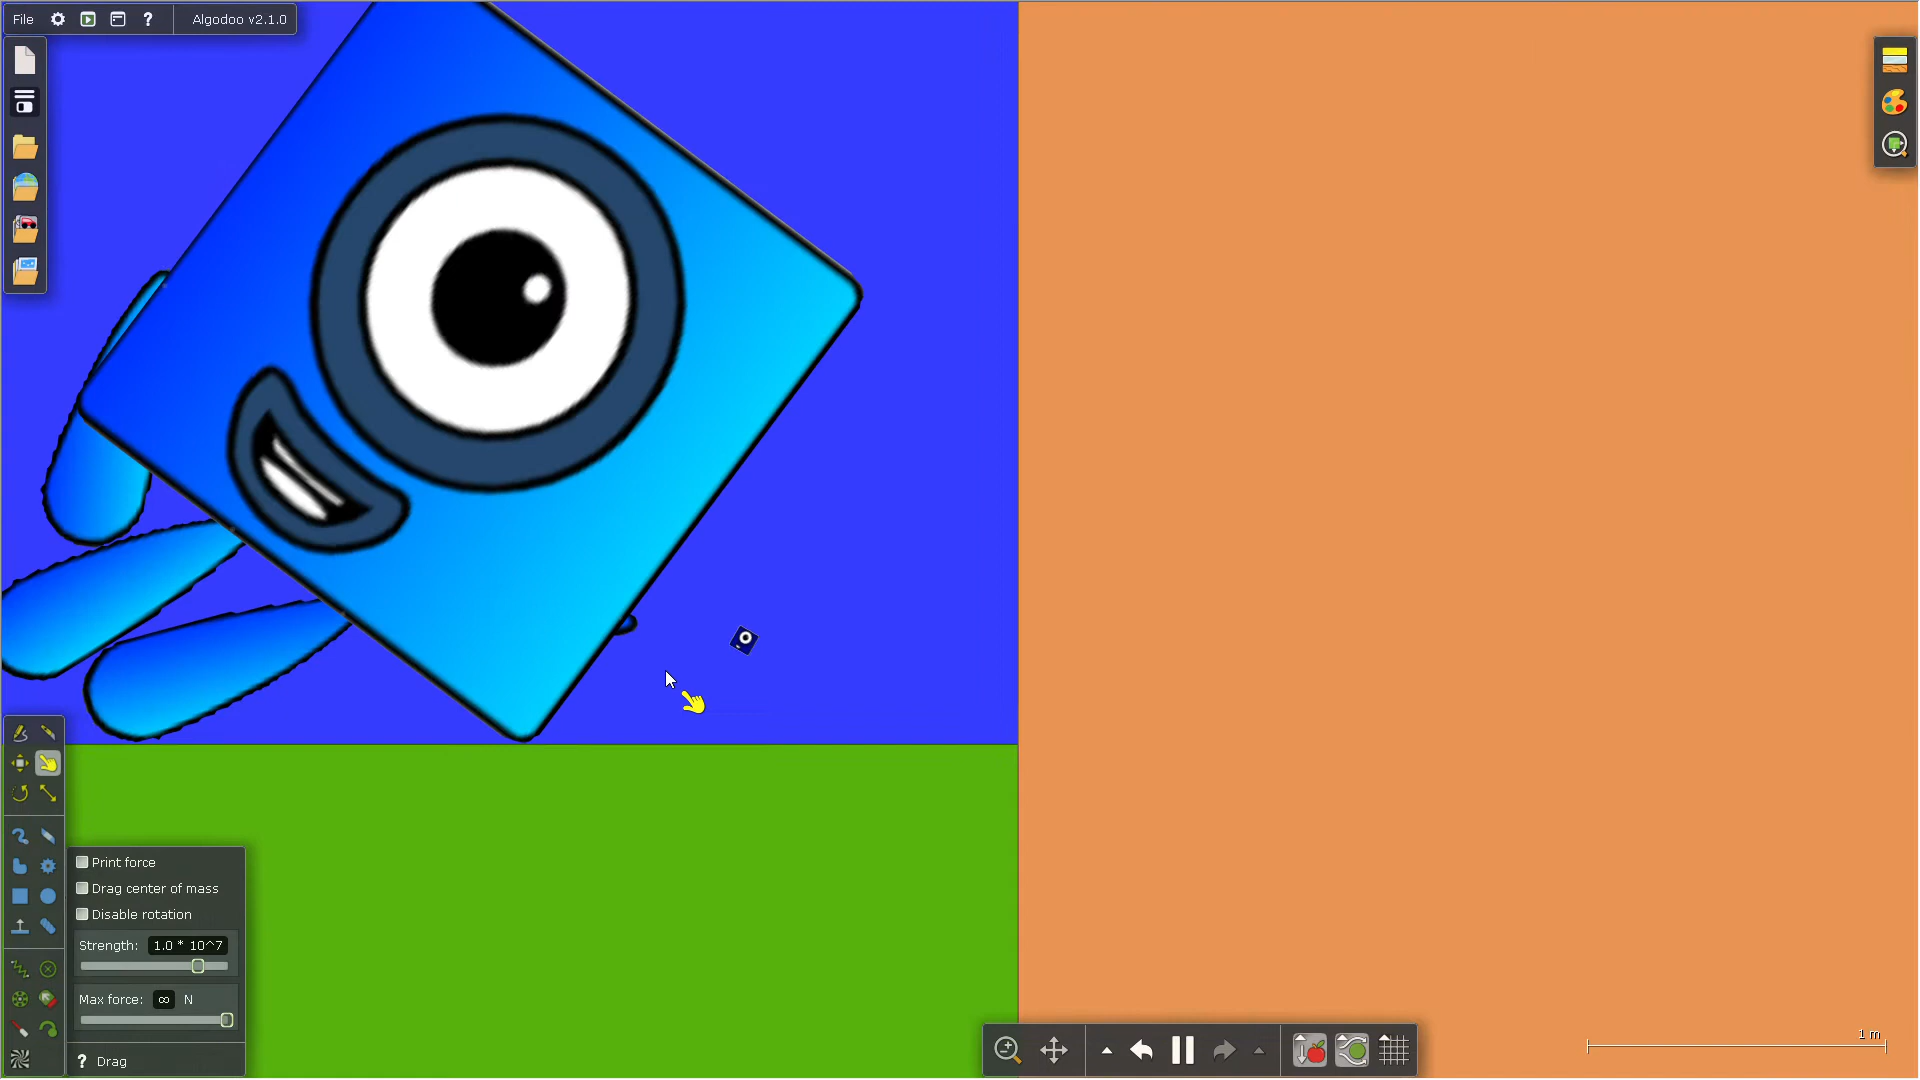 File ? Algodoo v2.1.0
Print force
Drag center of mass
Disable rotation
Strength: 1.0 * 10^7
Max force: ∞ N
? Drag
1 m